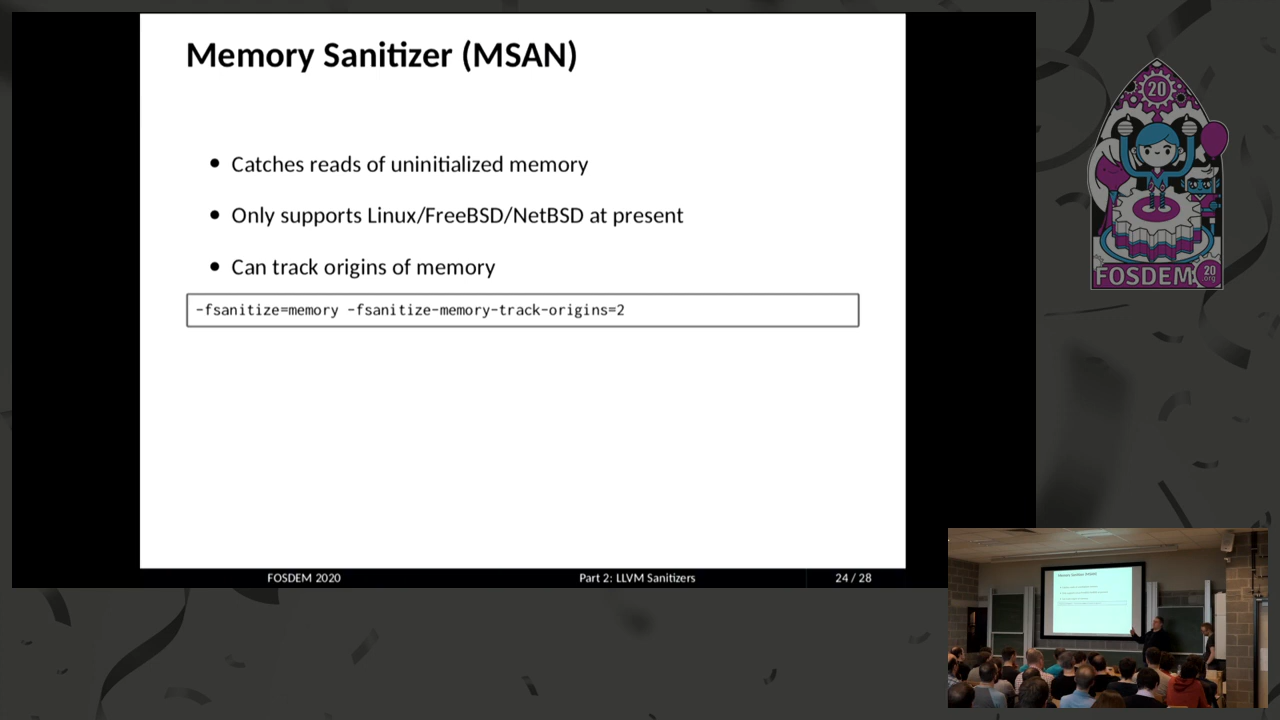 Memory Sanitizer (MSAN)
• Catches reads of uninitialized memory
• Only supports Linux/FreeBSD/NetBSD at present
• Can track origins of memory
-fsanitize=memory -fsanitize-memory-track-origins=2
FOSDEM 2020 Part 2: LLVM Sanitizers 24 / 28
20
FOSDEM 20
.org